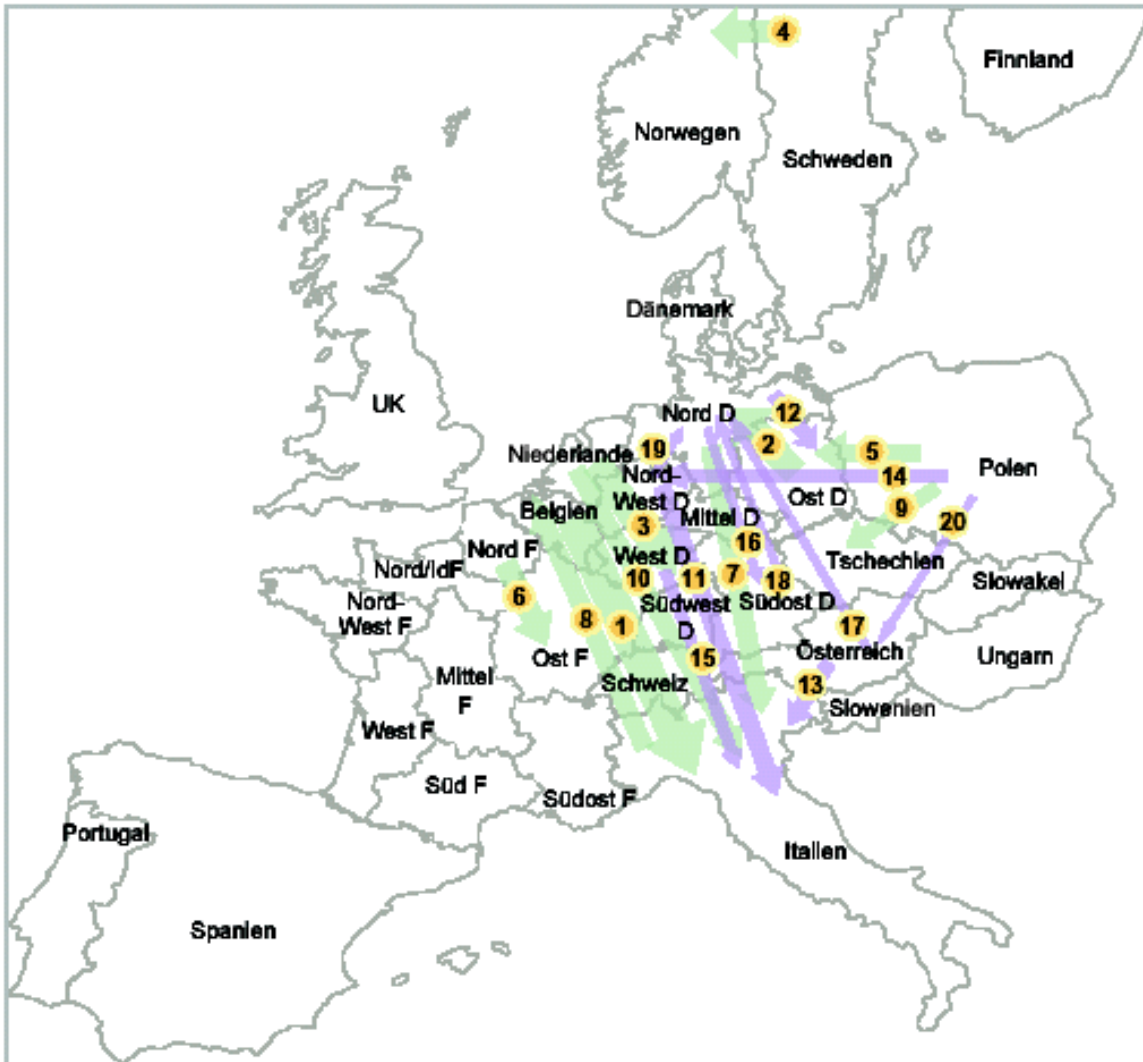 4
Finnland
Norwegen
Schweden
Dänemark
UK
Nord D
12
Niederlande
19
2
5
Nord-
West D
14
Polen
Ost D
Belgien
9
3
Mittel D
20
Nord F
West D
16
Tschechien
Nord/IdF
10
11
7
18
Slowakei
6
Nord-
West F
Südwest
D
Südost D
8
1
17
Ost F
15
Österreich
Ungarn
Mittel
F
Schweiz
13
Slowenien
West F
Süd F
Südost F
Portugal
Italien
Spanien